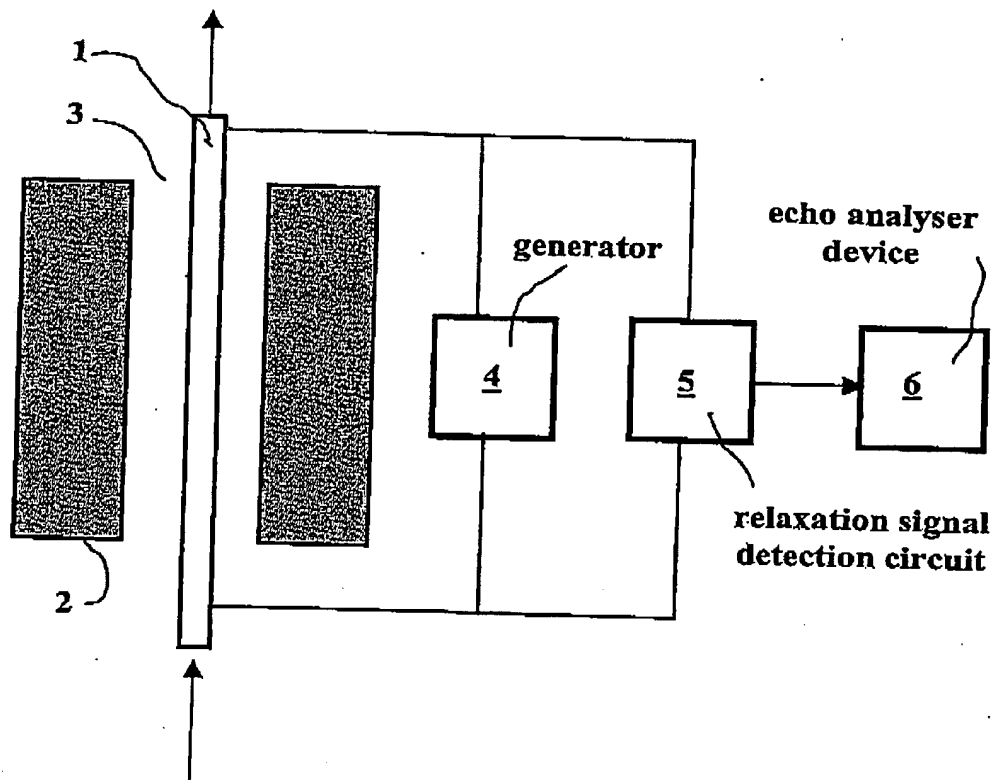 1
3
echo analyser
device
generator
4
5
6
relaxation signal
detection circuit
2